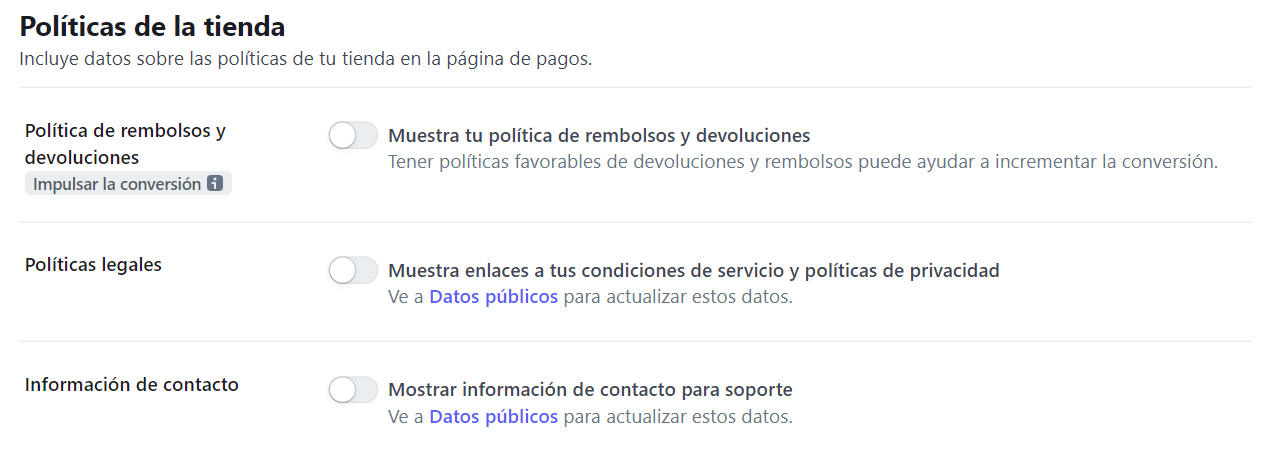 Políticas de la tienda
Incluye datos sobre las políticas de tu tienda en la página de pagos.
Política de rembolsos y
devoluciones
Impulsar la conversión
Muestra tu política de rembolsos y devoluciones
Tener políticas favorables de devoluciones y rembolsos puede ayudar a incrementar la conversión.
Políticas legales
Muestra enlaces a tus condiciones de servicio y políticas de privacidad
Ve a Datos públicos para actualizar estos datos.
Información de contacto
Mostrar información de contacto para soporte
Ve a Datos públicos para actualizar estos datos.